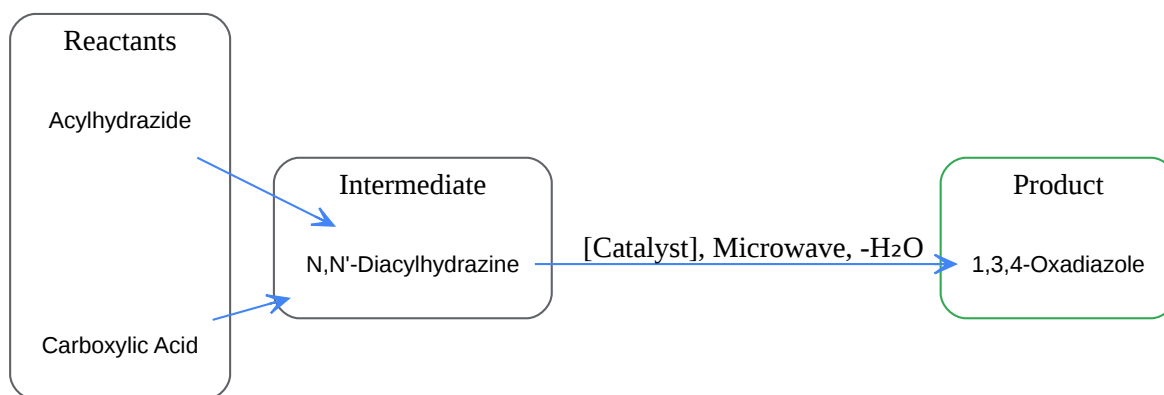 Reactants
Acylhydrazide
Carboxylic Acid
Intermediate
N,N'-Diacylhydrazine
[Catalyst], Microwave, -H₂O
Product
1,3,4-Oxadiazole